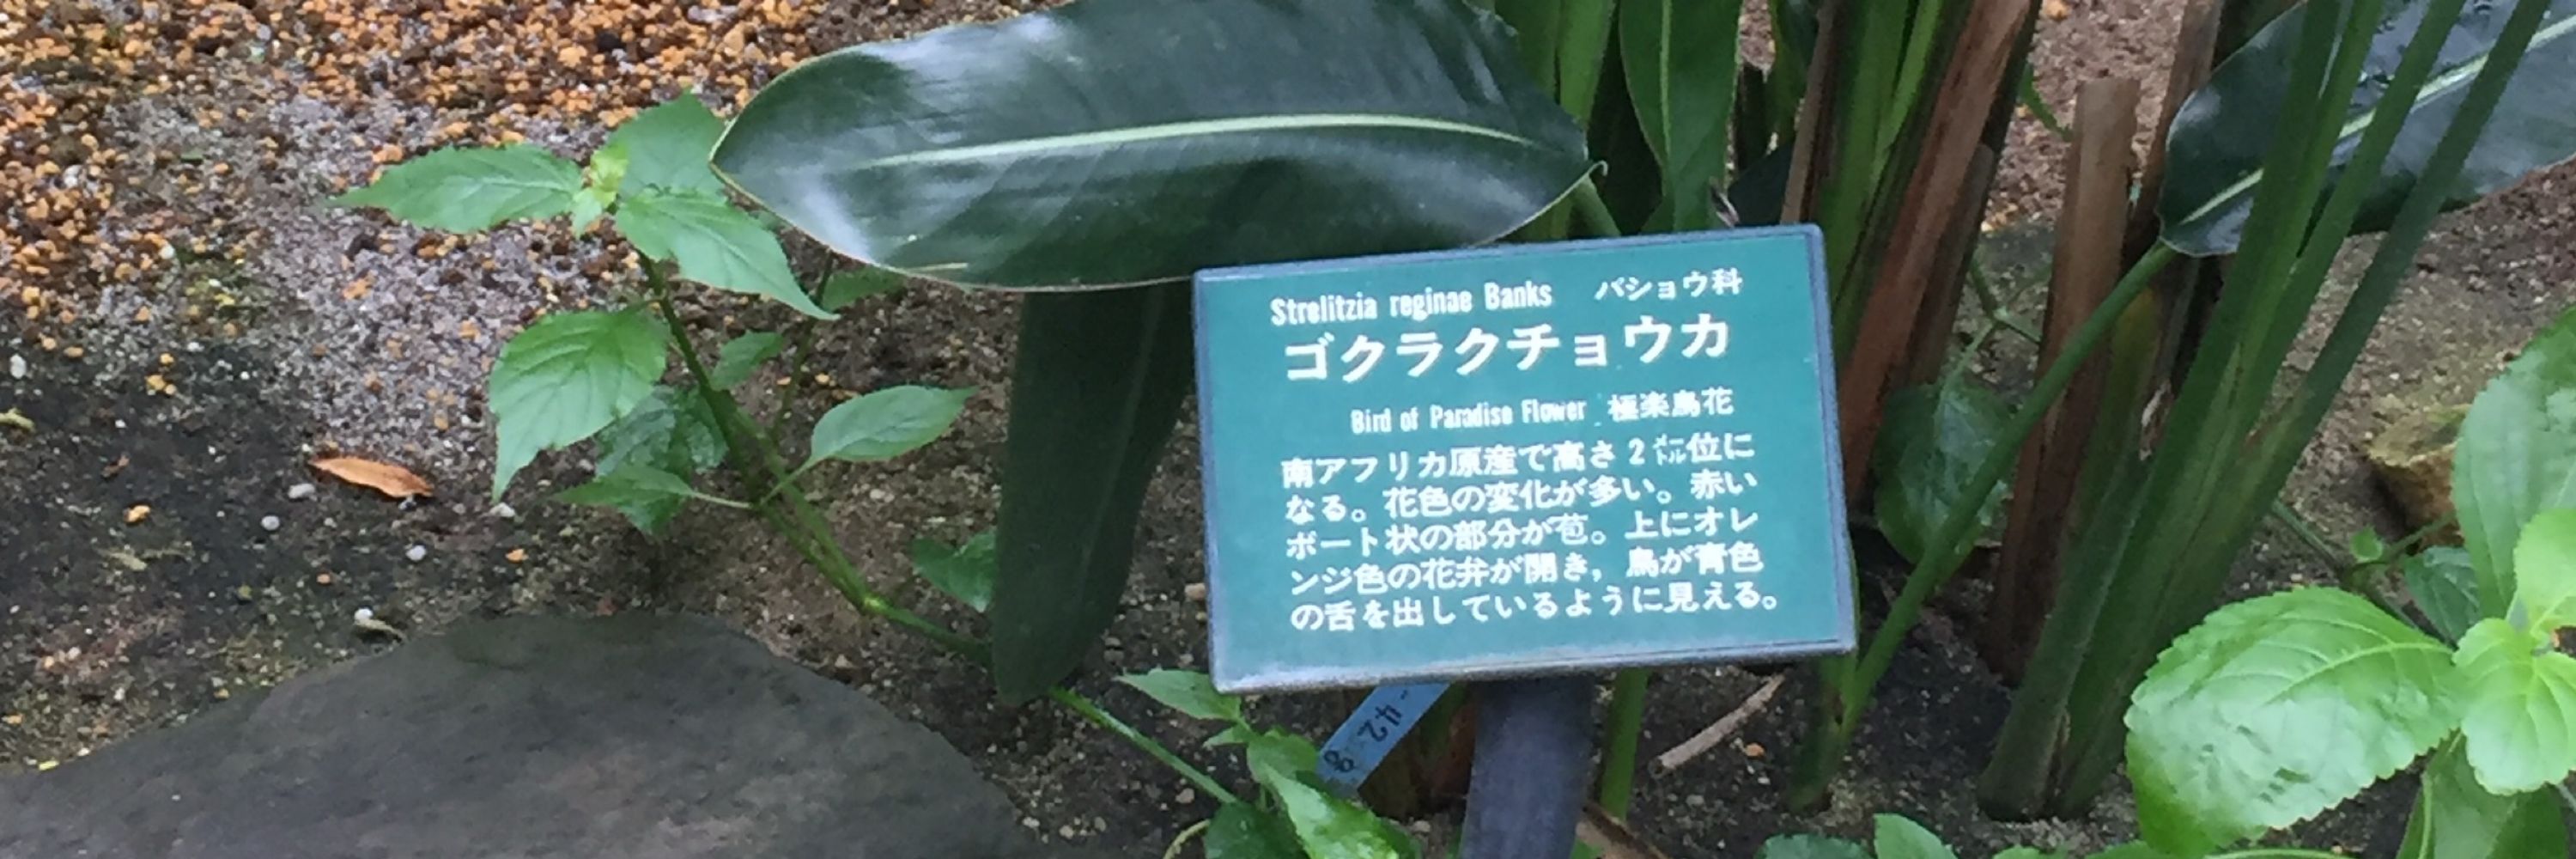 Strelitzia reginae Banks バショウ科
ゴクラクチョウカ
Bird of Paradise Flower 極楽鳥花
南アフリカ原産で高さ2㍍位に
なる。花色の変化が多い。赤い
ボート状の部分が苞。上にオレ
ンジ色の花弁が開き，鳥が青色
の舌を出しているように見える。